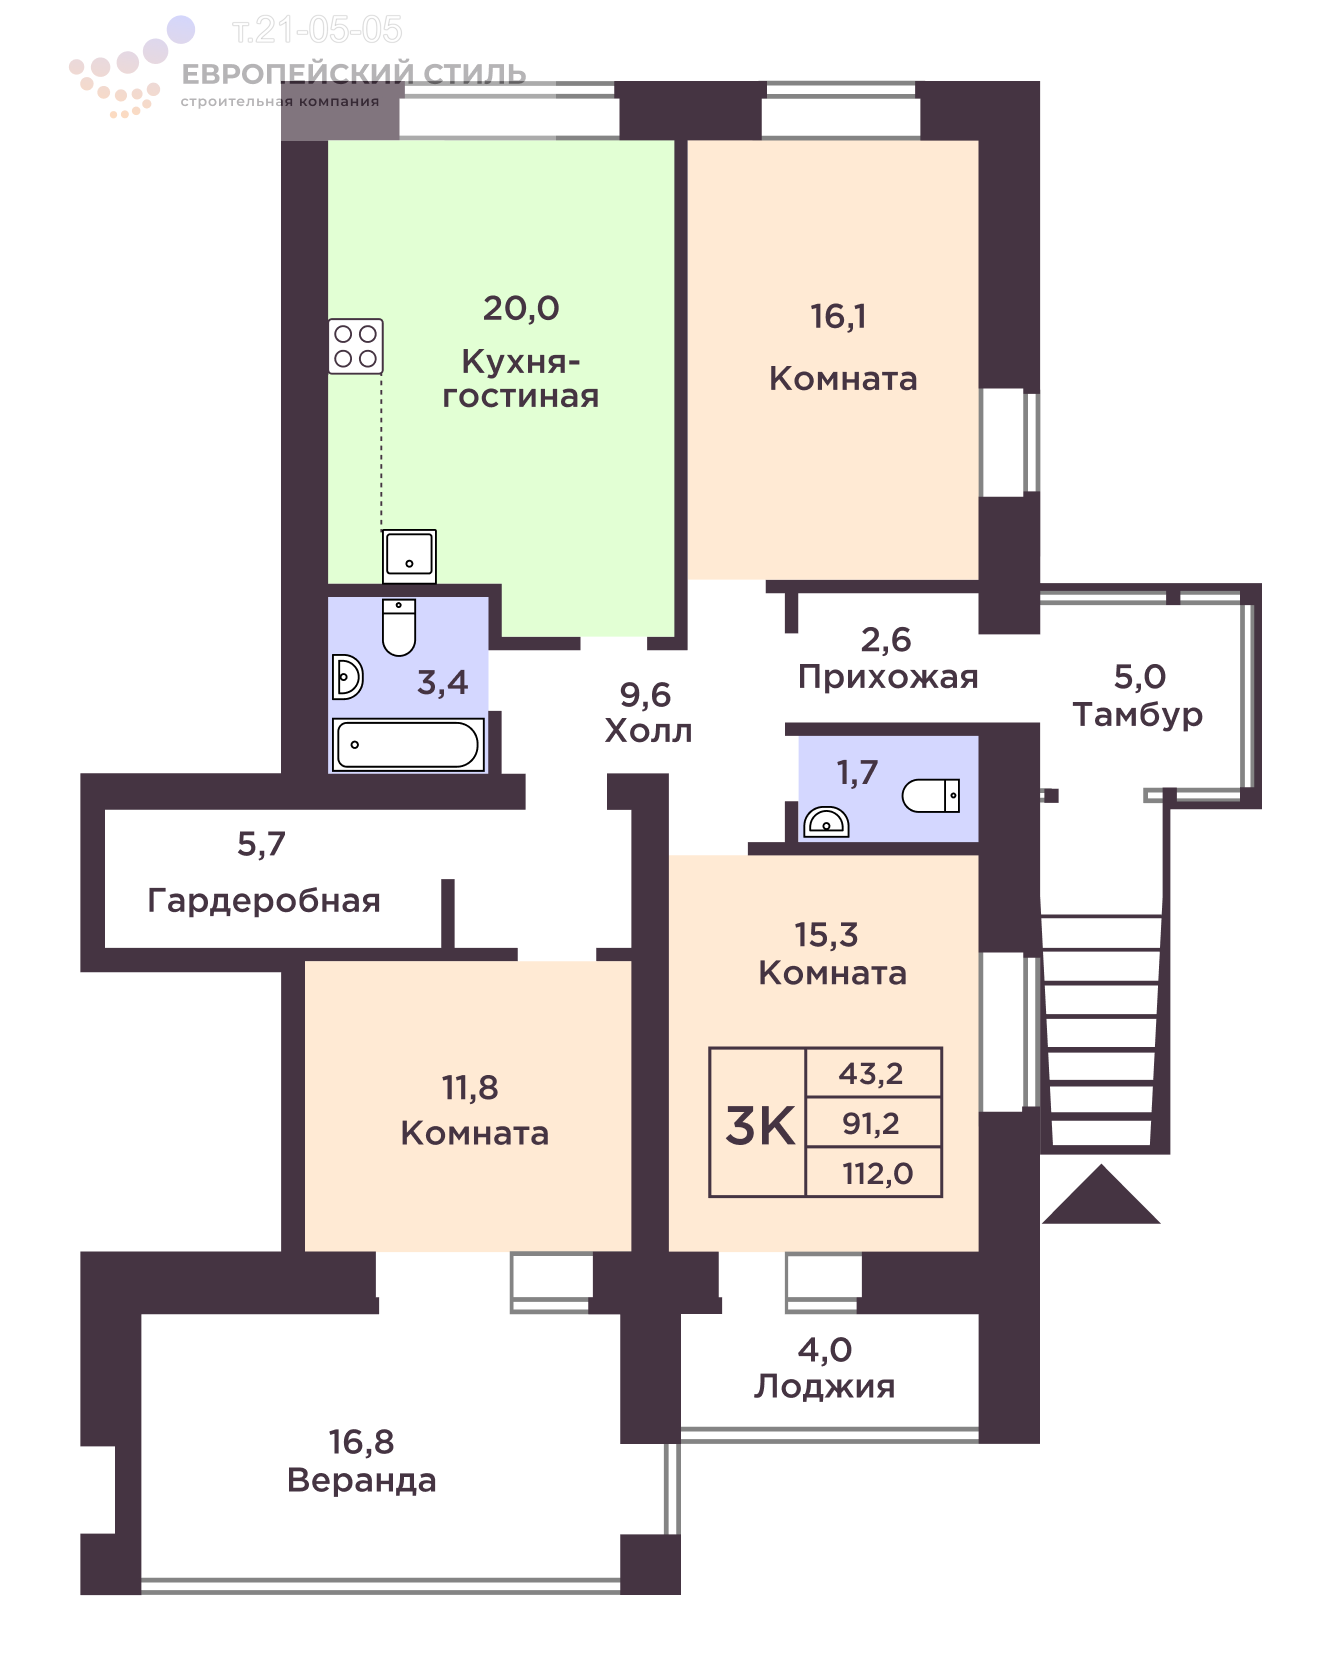 т.21-05-05
ЕВРОПЕЙСКИЙ СТИЛЬ
строительная компания
20,0
Кухня-
гостиная
16,1
Комната
3,4
9,6
Холл
2,6
Прихожая
5,0
Тамбур
1,7
5,7
Гардеробная
15,3
Комната
11,8
Комната
3К
43,2
91,2
112,0
4,0
Лоджия
16,8
Веранда